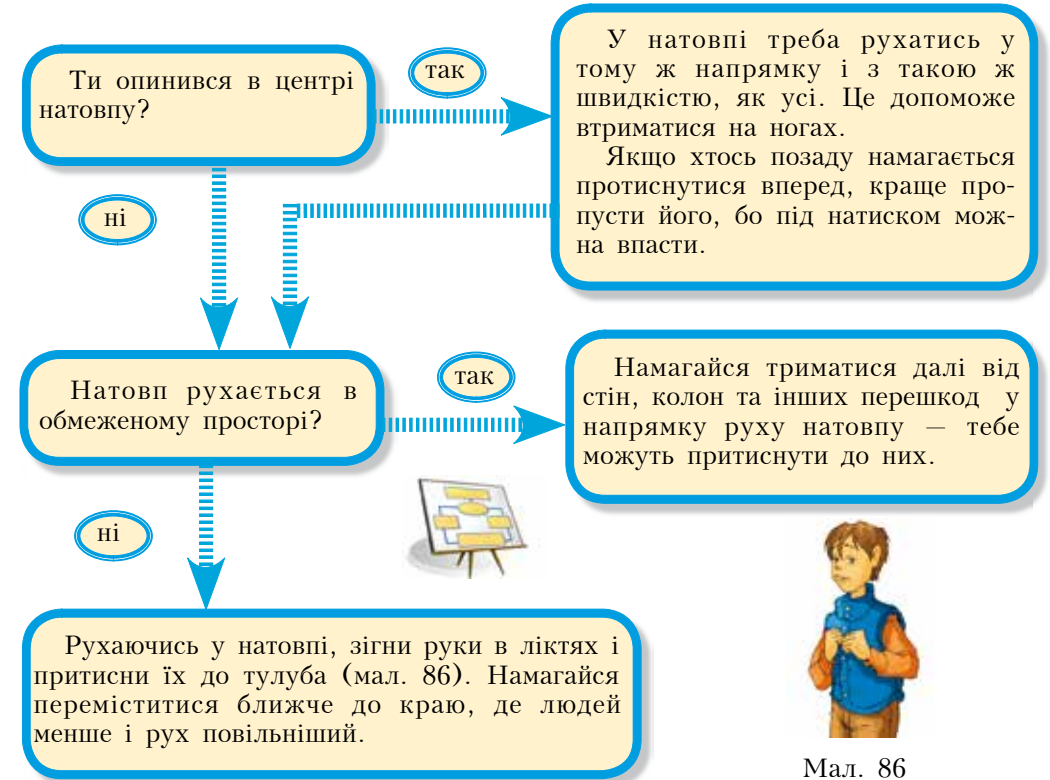 Ти опинився в центрі
натовпу?
так
У натовпі треба рухатись у
тому ж напрямку і з такою ж
швидкістю, як усі. Це допоможе
втриматися на ногах.
Якщо хтось позаду намагається
протиснутися вперед, краще про-
пусти його, бо під натиском мож-
на впасти.
ні
Натовп рухається в
обмеженому просторі?
так
Намагайся триматися далі від
стін, колон та інших перешкод у
напрямку руху натовпу — тебе
можуть притиснути до них.
ні
Рухаючись у натовпі, зігни руки в ліктях і
притисни їх до тулуба (мал. 86). Намагайся
переміститися ближче до краю, де людей
менше і рух повільніший.
Мал. 86